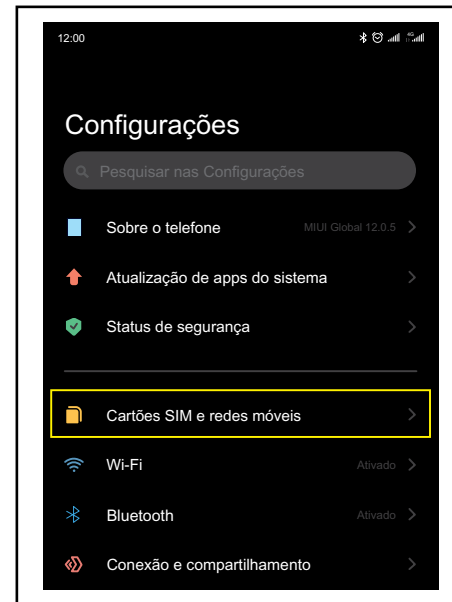 12:00
4G
Configurações
Pesquisar nas Configurações
Sobre o telefone MIUI Global 12.0.5
Atualização de apps do sistema
Status de segurança
Cartões SIM e redes móveis
Wi-Fi Ativado
Bluetooth Ativado
Conexão e compartilhamento